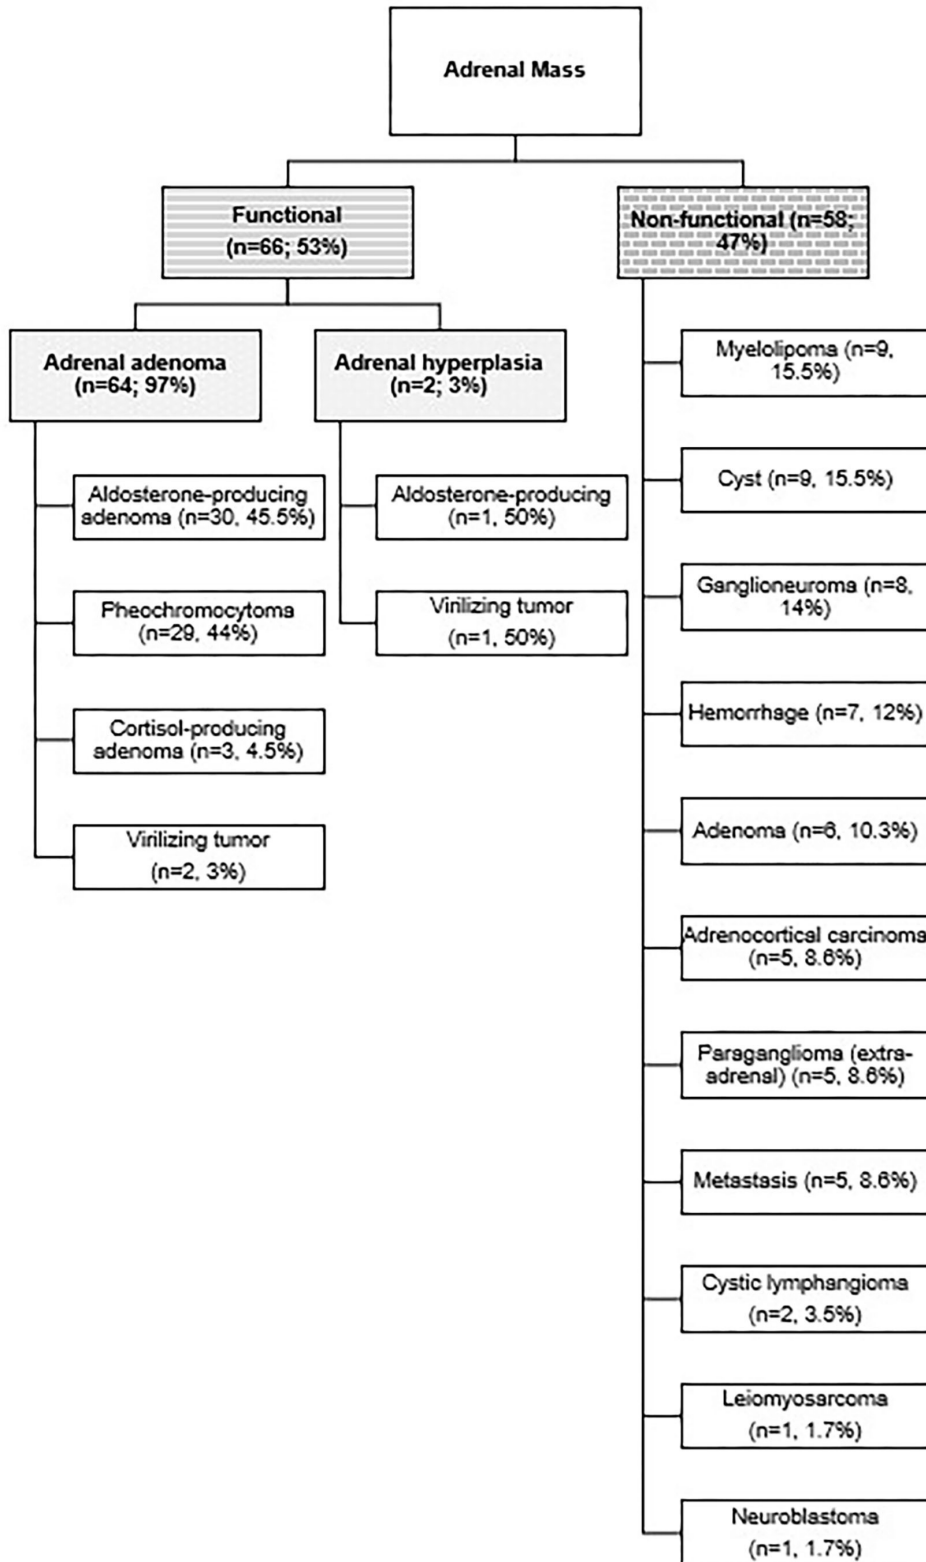 Adrenal Mass
Functional
(n=66; 53%)
Non-functional (n=58;
47%)
Adrenal adenoma
(n=64; 97%)
Adrenal hyperplasia
(n=2; 3%)
Aldosterone-producing
adenoma (n=30, 45.5%)
Pheochromocytoma
(n=29, 44%)
Cortisol-producing
adenoma (n=3, 4.5%)
Virilizing tumor
(n=2, 3%)
Aldosterone-producing
(n=1, 50%)
Virilizing tumor
(n=1, 50%)
Myelolipoma (n=9,
15.5%)
Cyst (n=9, 15.5%)
Ganglioneuroma (n=8,
14%)
Hemorrhage (n=7, 12%)
Adenoma (n=6, 10.3%)
Adrenocortical carcinoma
(n=5, 8.6%)
Paraganglioma (extra-
adrenal) (n=5, 8.6%)
Metastasis (n=5, 8.6%)
Cystic lymphangioma
(n=2, 3.5%)
Leiomyosarcoma
(n=1, 1.7%)
Neuroblastoma
(n=1, 1.7%)